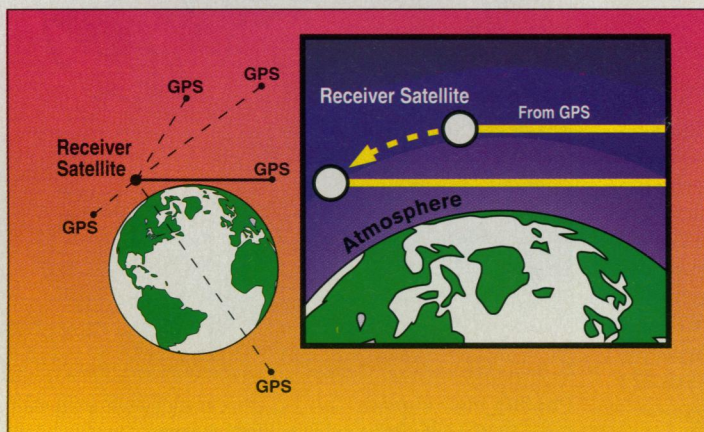 GPS
GPS
Receiver
Satellite
GPS
GPS
GPS
Receiver Satellite
From GPS
Atmosphere